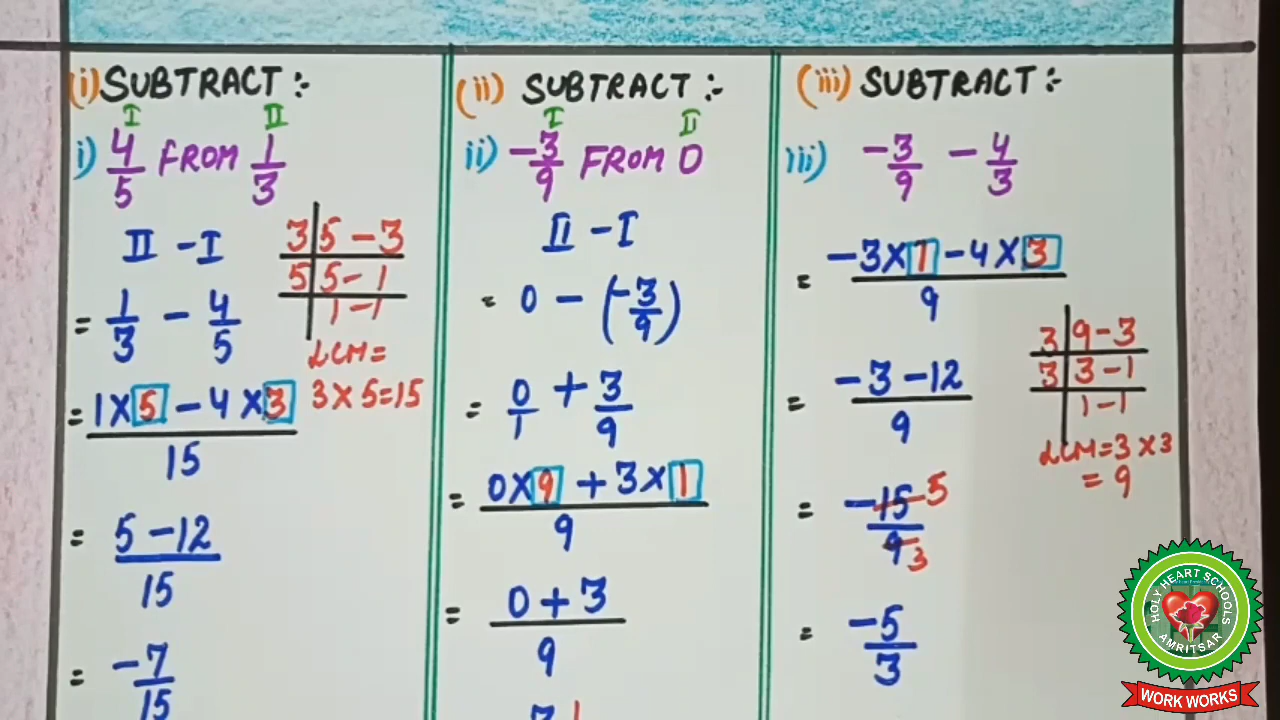 (i) SUBTRACT :-
I II
i) 4/5 FROM 1/3
II - I
3 | 5 - 3
5 | 5 - 1
1 - 1
LCM =
3 × 5 = 15
= 1/3 - 4/5
= 1×5 - 4×3 / 15
= 5 - 12 / 15
= -7/15
(ii) SUBTRACT :-
I II
ii) -3/9 FROM 0
II - I
= 0 - (-3/9)
= 0/1 + 3/9
= 0×9 + 3×1 / 9
= 0 + 3 / 9
(iii) SUBTRACT :-
iii) -3/9 - 4/3
= -3×1 - 4×3 / 9
3 | 9 - 3
3 | 3 - 1
1 - 1
LCM = 3 × 3
= 9
= -3 - 12 / 9
= -15 5 / 9 3
= -5/3
HOLY HEART SCHOOLS
AMRITSAR
WORK WORKS